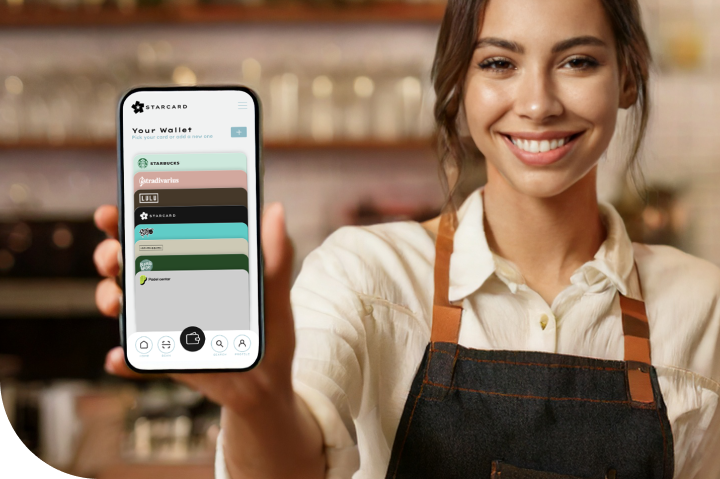 STARCARD
Your Wallet
Pick your card or add a new one
STARBUCKS
stradivarius
LULU
STARCARD